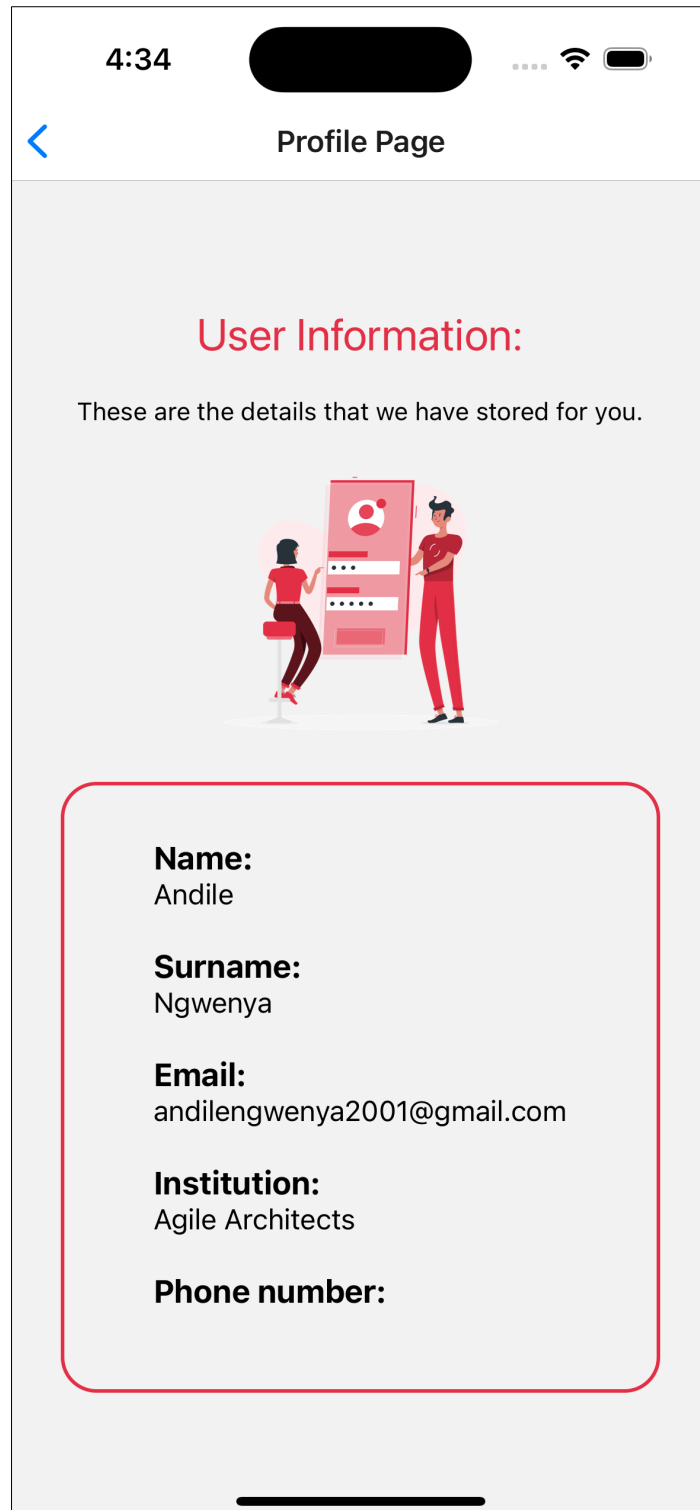 4:34
Profile Page
User Information:
These are the details that we have stored for you.
Name:
Andile
Surname:
Ngwenya
Email:
andilengwenya2001@gmail.com
Institution:
Agile Architects
Phone number: